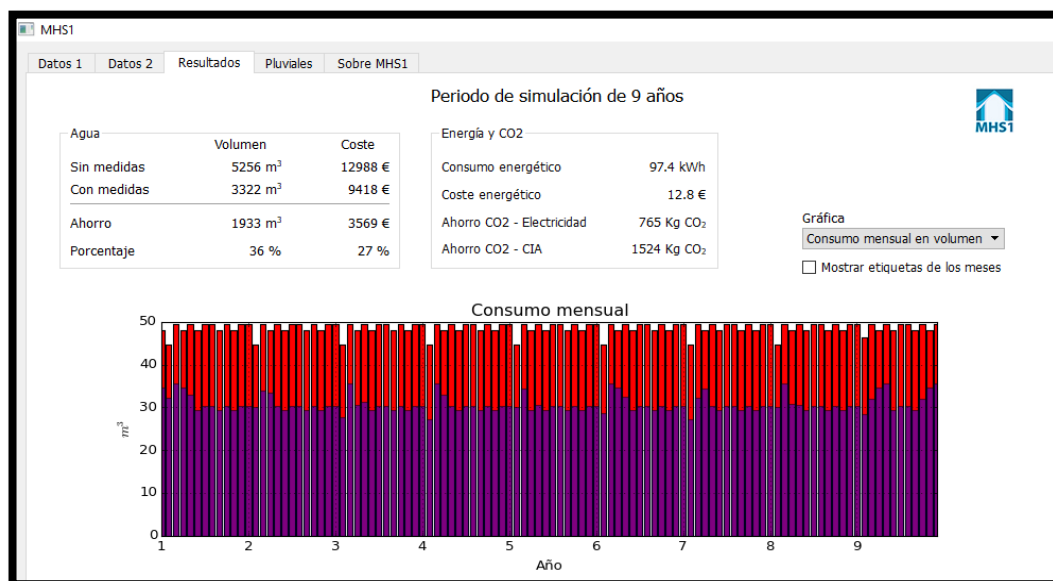 MHS1
Datos 1 Datos 2 Resultados Pluviales Sobre MHS1
Periodo de simulación de 9 años
MHS1
Agua
Volumen Coste
Sin medidas 5256 m³ 12988 €
Con medidas 3322 m³ 9418 €
Ahorro 1933 m³ 3569 €
Porcentaje 36 % 27 %
Energía y CO2
Consumo energético 97.4 kWh
Coste energético 12.8 €
Ahorro CO2 - Electricidad 765 Kg CO₂
Ahorro CO2 - CIA 1524 Kg CO₂
Gráfica
Consumo mensual en volumen
Mostrar etiquetas de los meses
Consumo mensual
50
40
30
20
10
0
m³
1 2 3 4 5 6 7 8 9
Año